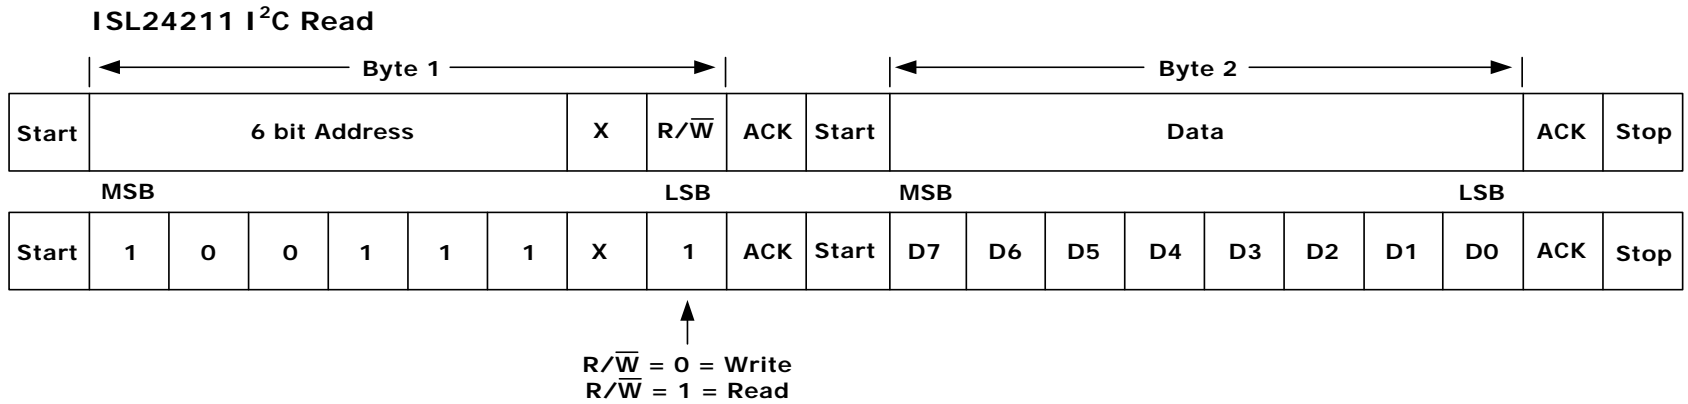 ISL24211 I²C Read
Byte 1 Byte 2
Start 6 bit Address X R/W̅ ACK Start Data ACK Stop
MSB LSB MSB LSB
Start 1 0 0 1 1 1 X 1 ACK Start D7 D6 D5 D4 D3 D2 D1 D0 ACK Stop
R/W̅ = 0 = Write
R/W̅ = 1 = Read